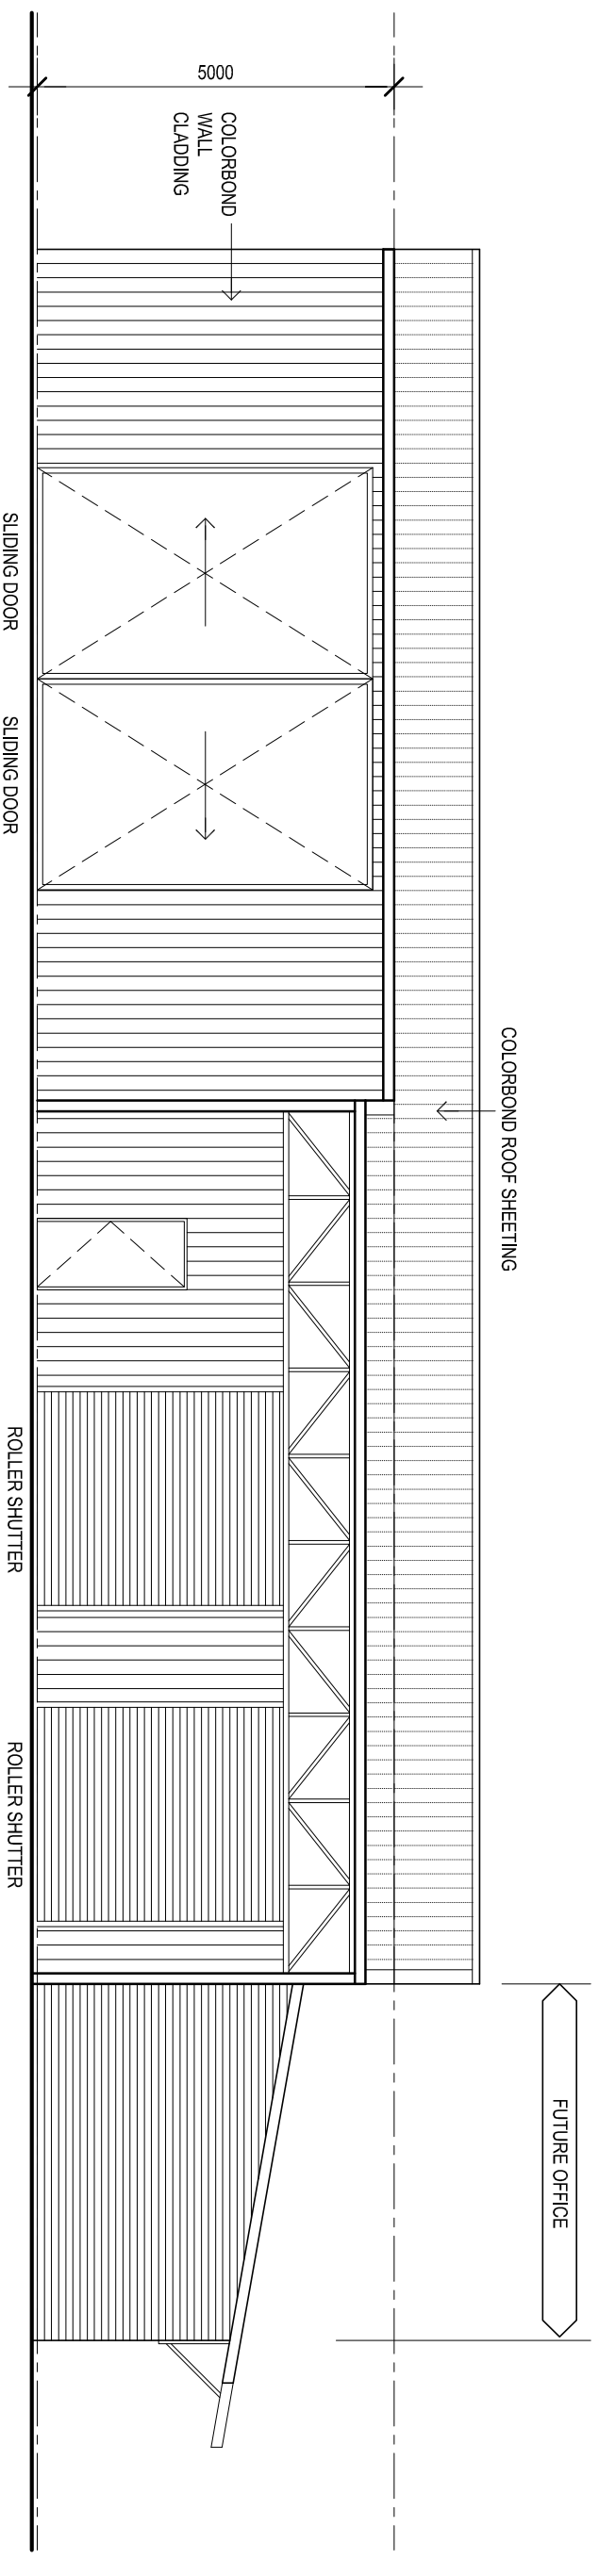 5000
COLORBOND
WALL
CLADDING
SLIDING DOOR
SLIDING DOOR
COLORBOND ROOF SHEETING
ROLLER SHUTTER
ROLLER SHUTTER
FUTURE OFFICE